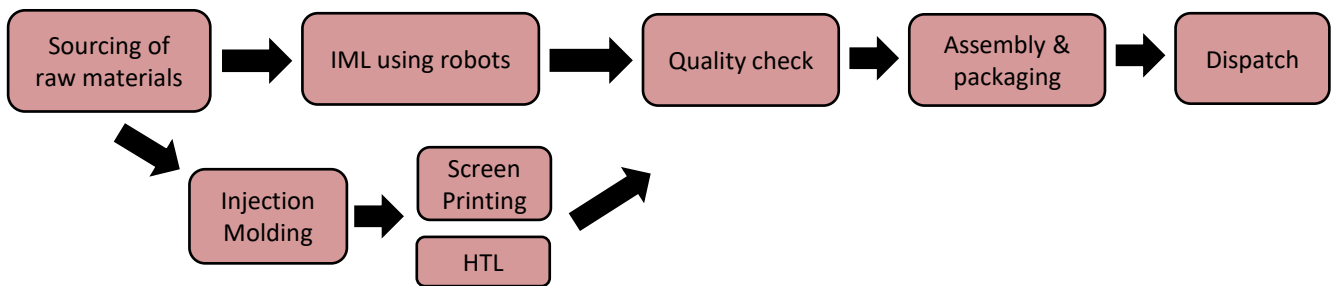 Sourcing of
raw materials
IML using robots
Quality check
Assembly &
packaging
Dispatch
Injection
Molding
Screen
Printing
HTL